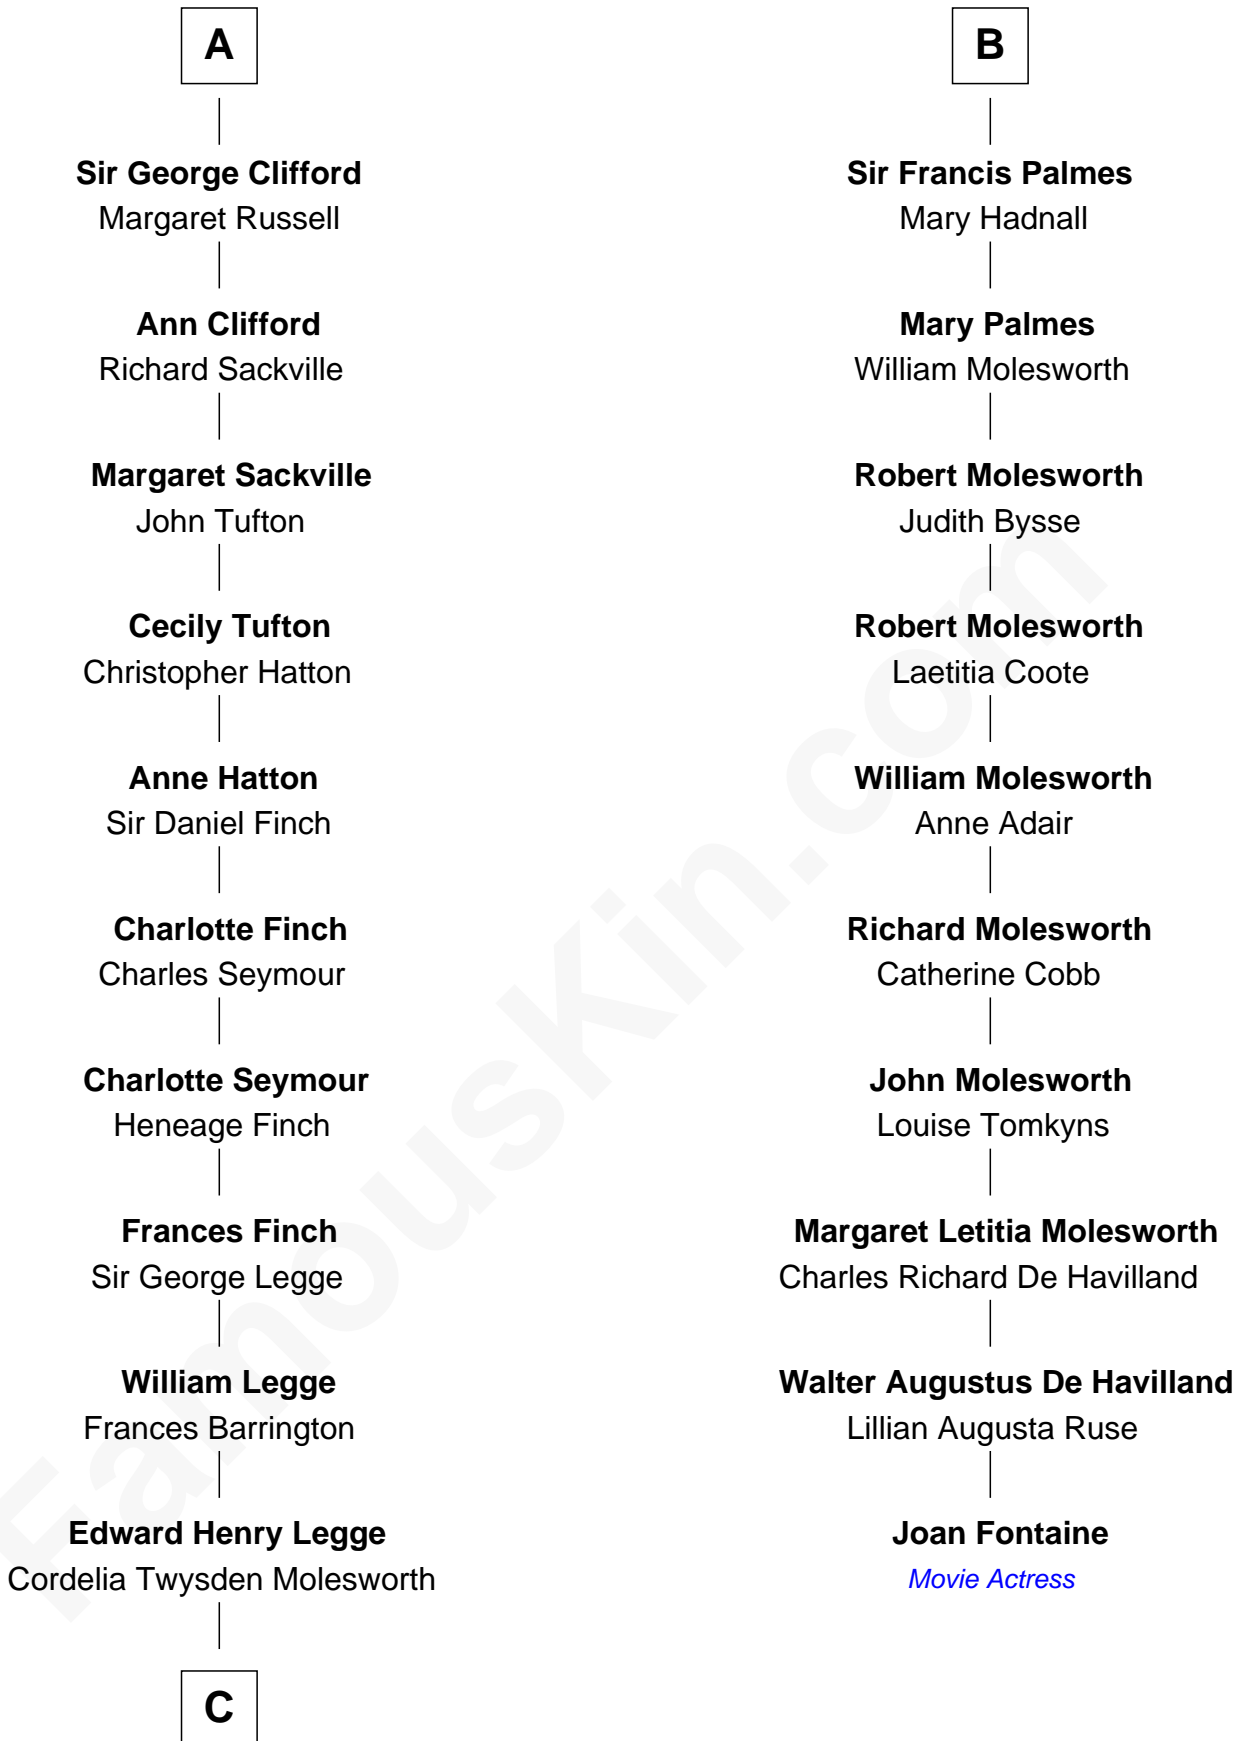 A
Sir George Clifford
Margaret Russell
Ann Clifford
Richard Sackville
Margaret Sackville
John Tufton
Cecily Tufton
Christopher Hatton
Anne Hatton
Sir Daniel Finch
Charlotte Finch
Charles Seymour
Charlotte Seymour
Heneage Finch
Frances Finch
Sir George Legge
William Legge
Frances Barrington
Edward Henry Legge
Cordelia Twysden Molesworth
C
B
Sir Francis Palmes
Mary Hadnall
Mary Palmes
William Molesworth
Robert Molesworth
Judith Bysse
Robert Molesworth
Laetitia Coote
William Molesworth
Anne Adair
Richard Molesworth
Catherine Cobb
John Molesworth
Louise Tomkyns
Margaret Letitia Molesworth
Charles Richard De Havilland
Walter Augustus De Havilland
Lillian Augusta Ruse
Joan Fontaine
Movie Actress
FamousKin.com